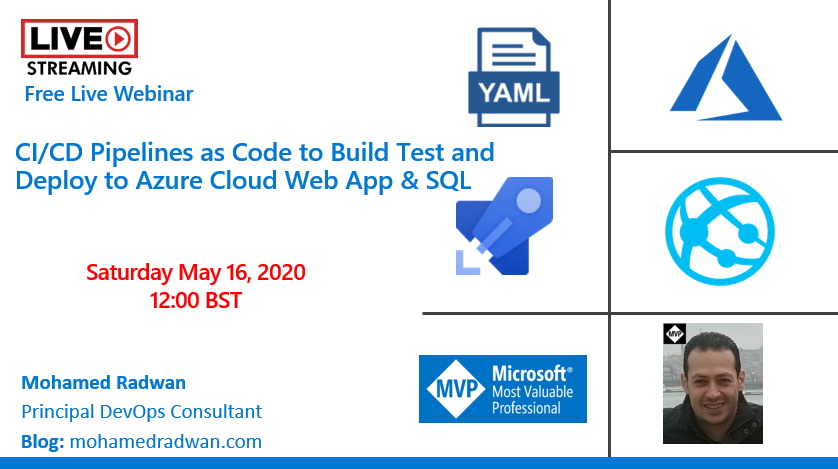 LIVE
STREAMING
Free Live Webinar
CI/CD Pipelines as Code to Build Test and
Deploy to Azure Cloud Web App & SQL
Saturday May 16, 2020
12:00 BST
Mohamed Radwan
Principal DevOps Consultant
Blog: mohamedradwan.com
YAML
MVP
Microsoft®
Most Valuable
Professional
MVP